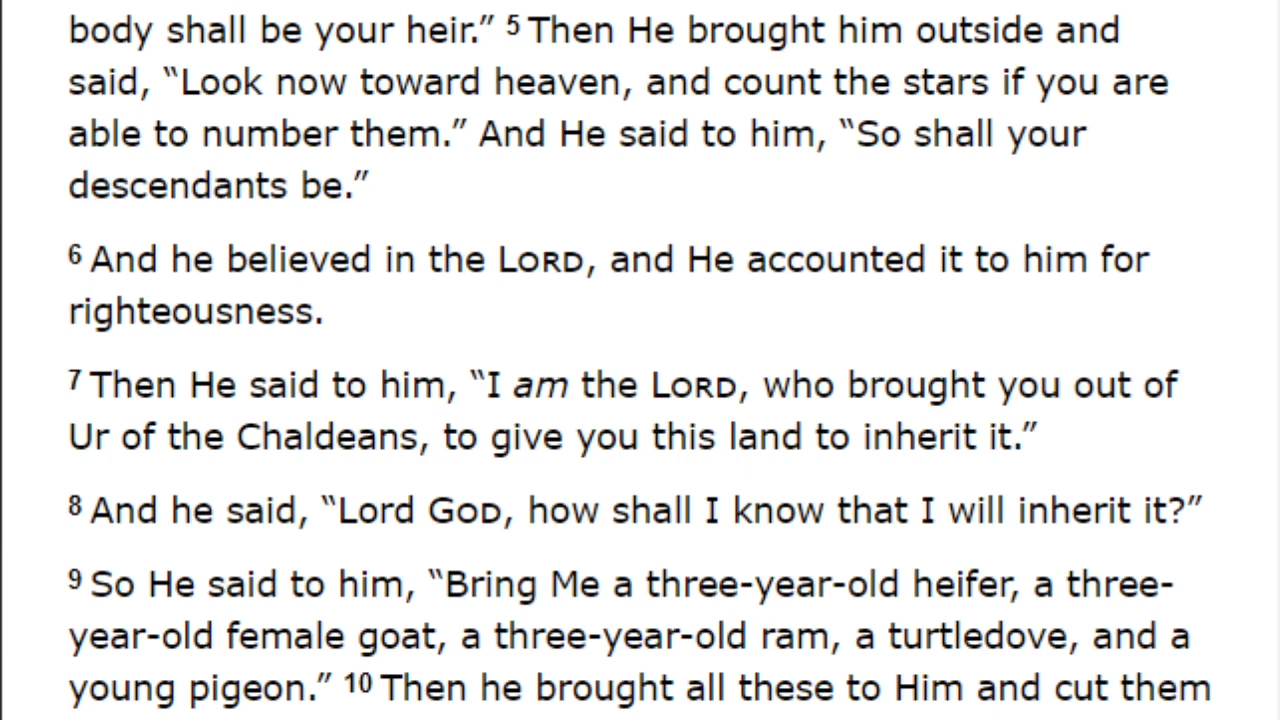 body shall be your heir.” 5 Then He brought him outside and
said, “Look now toward heaven, and count the stars if you are
able to number them.” And He said to him, “So shall your
descendants be.”
6 And he believed in the LORD, and He accounted it to him for
righteousness.
7 Then He said to him, “I am the LORD, who brought you out of
Ur of the Chaldeans, to give you this land to inherit it.”
8 And he said, “Lord GOD, how shall I know that I will inherit it?”
9 So He said to him, “Bring Me a three-year-old heifer, a three-
year-old female goat, a three-year-old ram, a turtledove, and a
young pigeon.” 10 Then he brought all these to Him and cut them